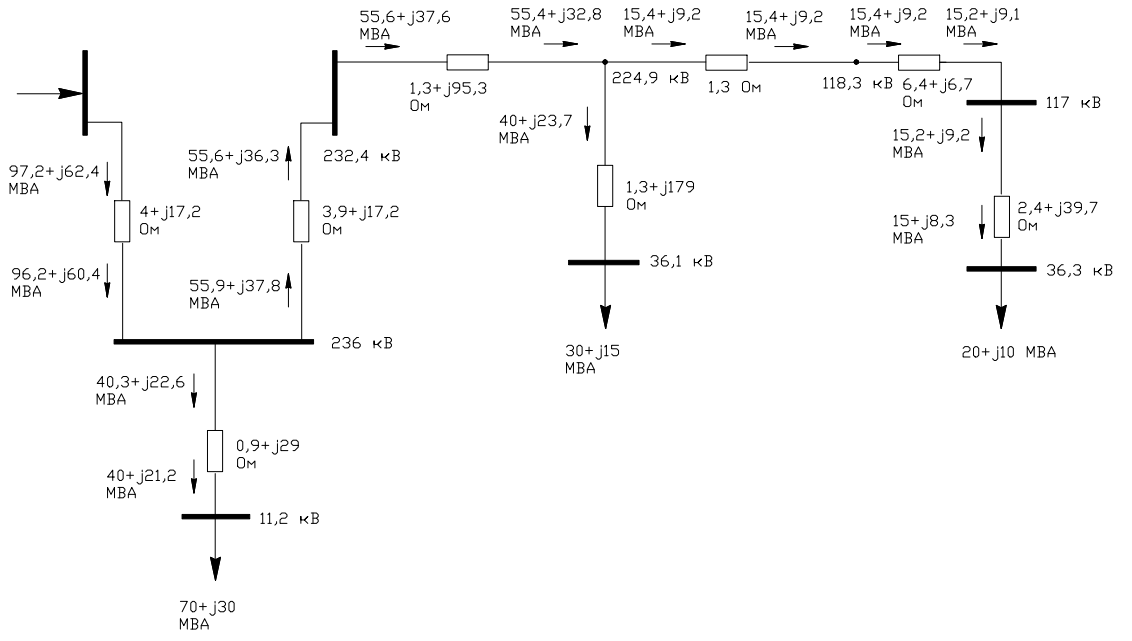 55,6+j37,6
МВА
55,4+j32,8
МВА
15,4+j9,2
МВА
15,4+j9,2
МВА
15,4+j9,2
МВА
15,2+j9,1
МВА
1,3+j95,3
Ом
224,9 кВ
1,3 Ом
118,3 кВ
6,4+j6,7
Ом
117 кВ
40+j23,7
МВА
15,2+j9,2
МВА
97,2+j62,4
МВА
55,6+j36,3
МВА
232,4 кВ
4+j17,2
Ом
3,9+j17,2
Ом
1,3+j179
Ом
15+j8,3
МВА
2,4+j39,7
Ом
96,2+j60,4
МВА
55,9+j37,8
МВА
36,1 кВ
36,3 кВ
236 кВ
30+j15
МВА
20+j10 МВА
40,3+j22,6
МВА
0,9+j29
Ом
40+j21,2
МВА
11,2 кВ
70+j30
МВА